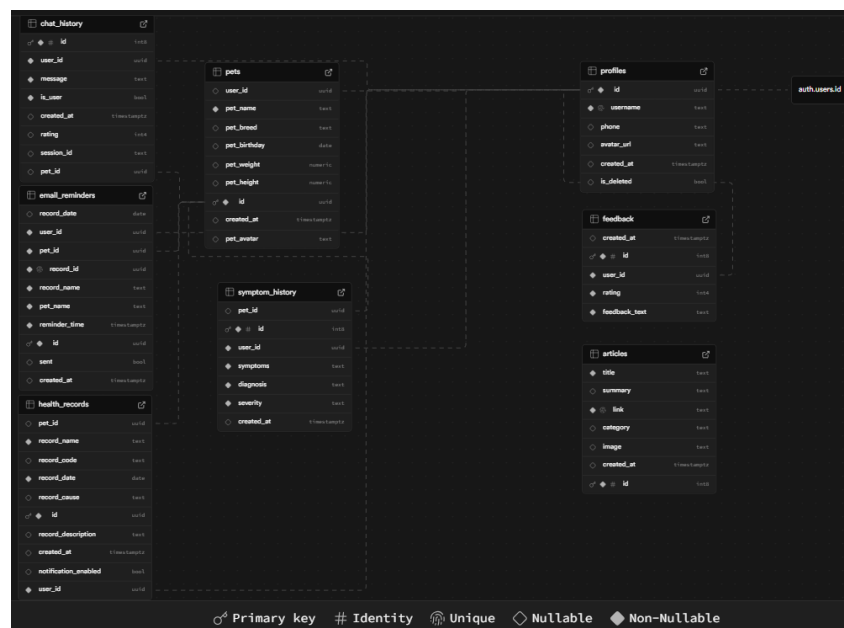 chat_history
id int8
user_id uuid
message text
is_user bool
created_at timestamptz
rating int4
session_id text
pet_id uuid
email_reminders
record_date date
user_id uuid
pet_id uuid
record_id uuid
record_name text
pet_name text
reminder_time timestamptz
id uuid
sent bool
created_at timestamptz
health_records
pet_id uuid
record_name text
record_code text
record_date date
record_cause text
id uuid
record_description text
created_at timestamptz
notification_enabled bool
user_id uuid
pets
user_id uuid
pet_name text
pet_breed text
pet_birthday date
pet_weight numeric
pet_height numeric
id uuid
created_at timestamptz
pet_avatar text
symptom_history
pet_id uuid
id int8
user_id uuid
symptoms text
diagnosis text
severity text
created_at timestamptz
profiles
id uuid
username text
phone text
avatar_url text
created_at timestamptz
is_deleted bool
auth.users.id
feedback
created_at timestamptz
id int8
user_id uuid
rating int4
feedback_text text
articles
title text
summary text
link text
category text
image text
created_at timestamptz
id int8
Primary key # Identity Unique Nullable Non-Nullable